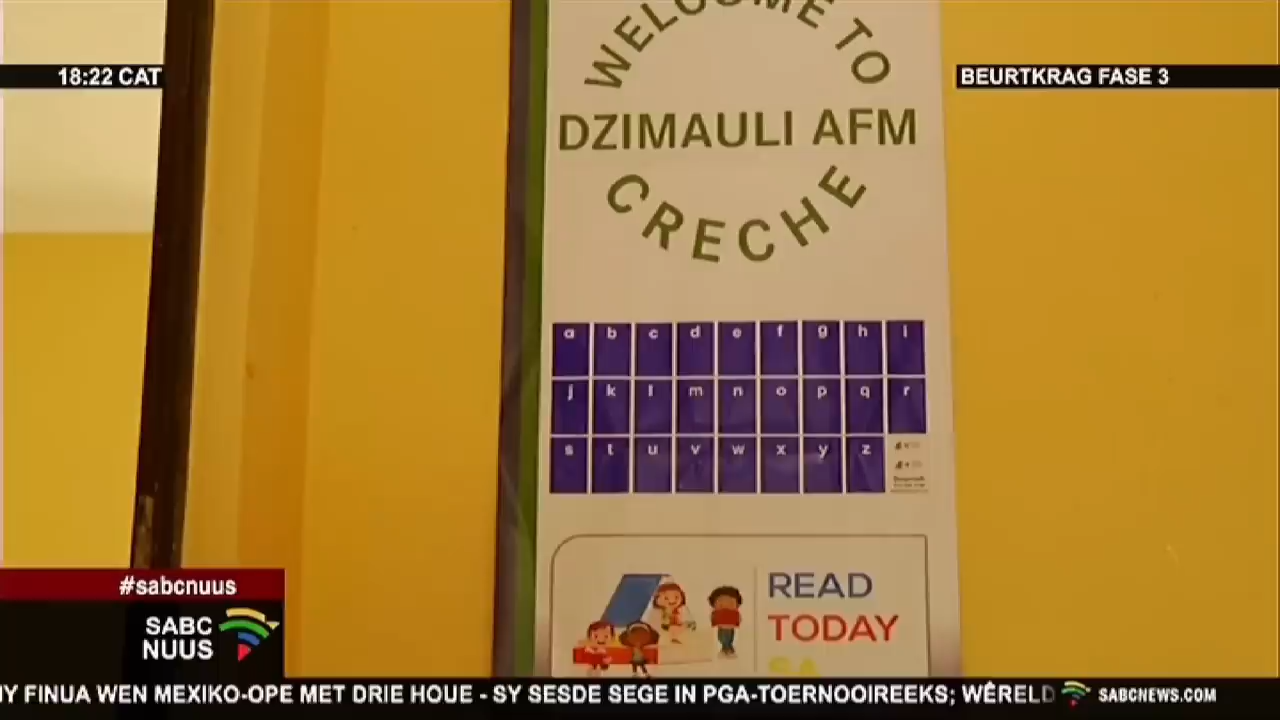 18:22 CAT
BEURTKRAG FASE 3
WELCOME TO
DZIMAULI AFM
CRECHE
a b c d e f g h i
j k l m n o p q r
s t u v w x y z
READ
TODAY
SA
#sabcnuus
SABC
NUUS
NY FINUA WEN MEXIKO-OPE MET DRIE HOUE - SY SESDE SEGE IN PGA-TOERNOOIREEKS; WÊRELD
SABCNEWS.COM